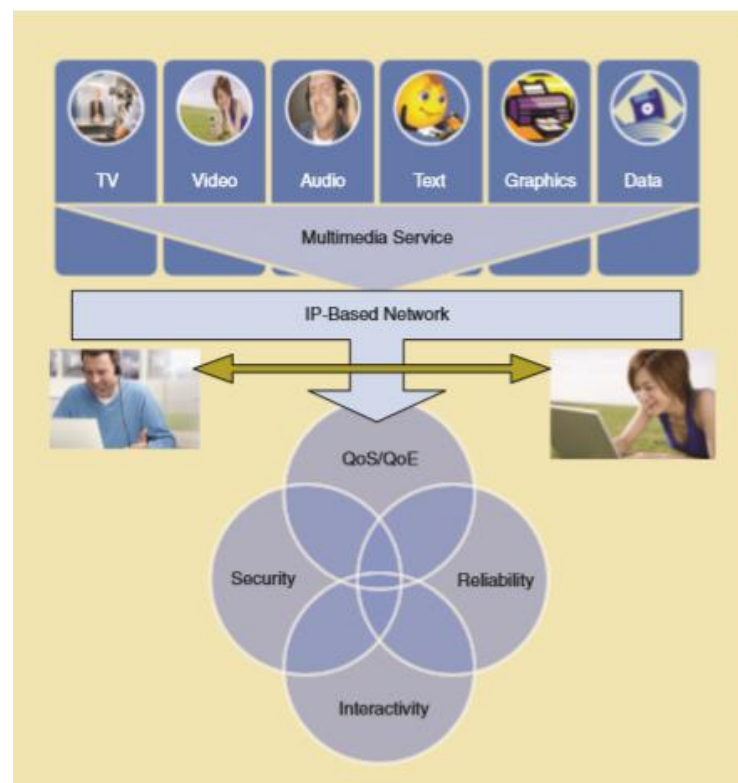 TV Video Audio Text Graphics Data
Multimedia Service
IP-Based Network
QoS/QoE
Security Reliability
Interactivity